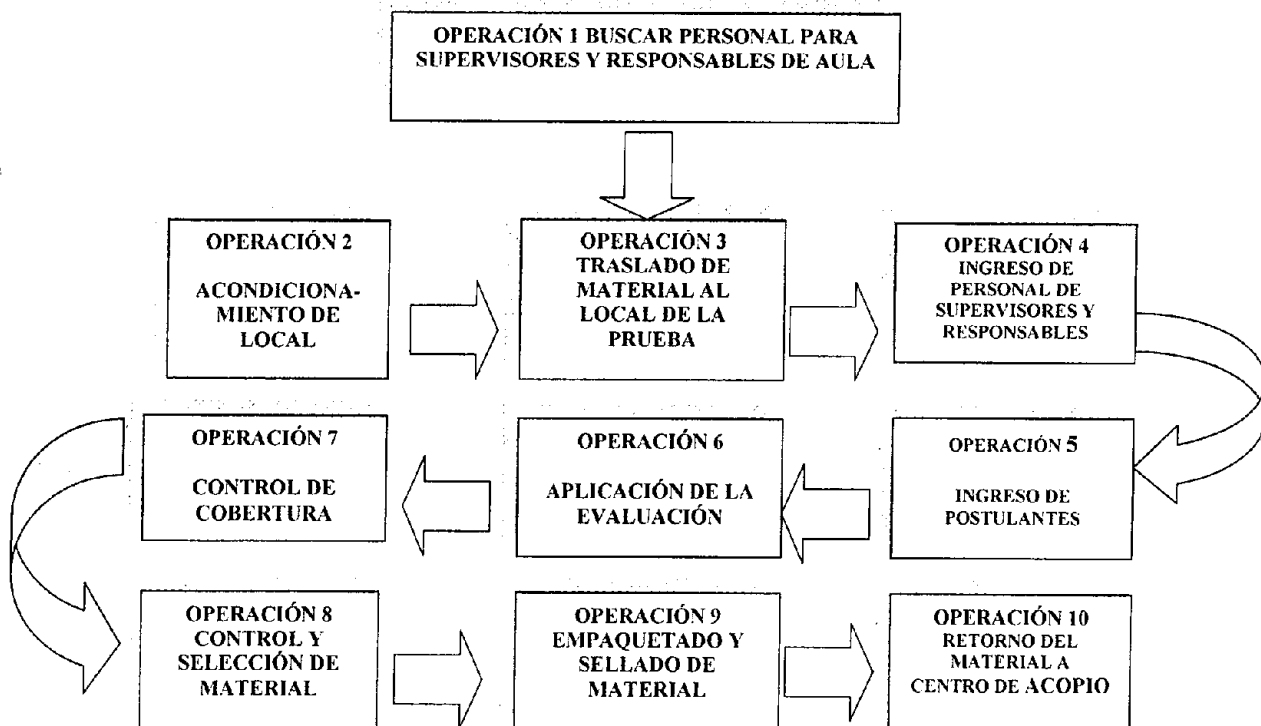 OPERACIÓN 1 BUSCAR PERSONAL PARA
SUPERVISORES Y RESPONSABLES DE AULA
OPERACIÓN 2
ACONDICIONA-
MIENTO DE
LOCAL
OPERACIÓN 3
TRASLADO DE
MATERIAL AL
LOCAL DE LA
PRUEBA
OPERACIÓN 4
INGRESO DE
PERSONAL DE
SUPERVISORES Y
RESPONSABLES
OPERACIÓN 5
INGRESO DE
POSTULANTES
OPERACIÓN 6
APLICACIÓN DE LA
EVALUACIÓN
OPERACIÓN 7
CONTROL DE
COBERTURA
OPERACIÓN 8
CONTROL Y
SELECCIÓN DE
MATERIAL
OPERACIÓN 9
EMPAQUETADO Y
SELLADO DE
MATERIAL
OPERACIÓN 10
RETORNO DEL
MATERIAL A
CENTRO DE ACOPIO